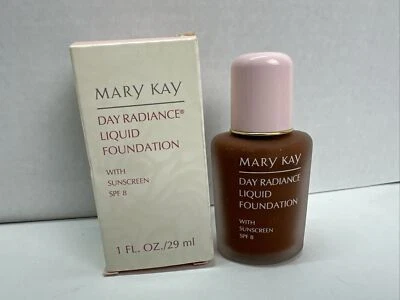 MARY KAY
DAY RADIANCE®
LIQUID
FOUNDATION
WITH
SUNSCREEN
SPF 8
1 FL. OZ./29 ml
MARY KAY
DAY RADIANCE
LIQUID
FOUNDATION
WITH
SUNSCREEN
SPF 8